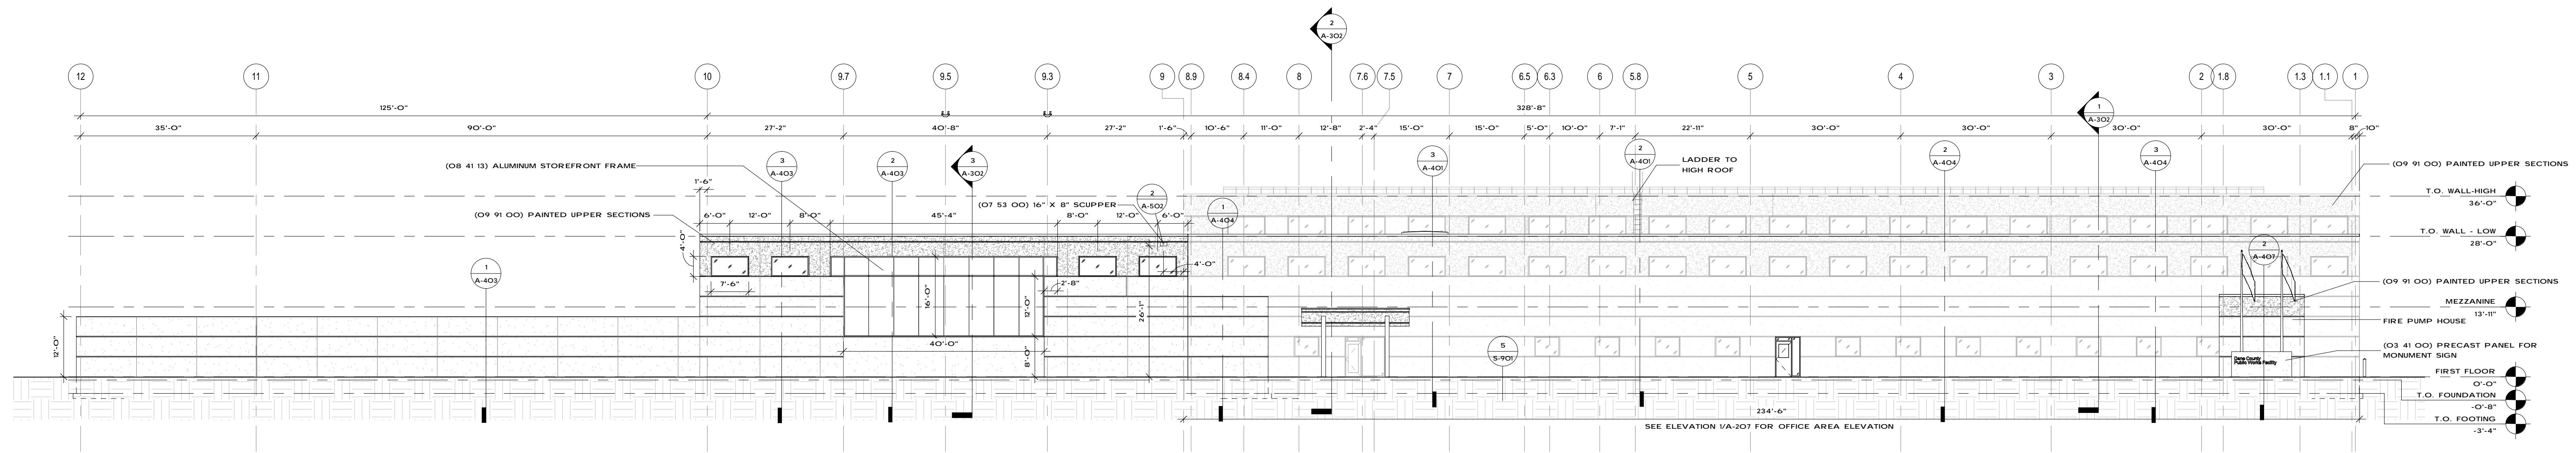 2
A-302
12
11
10
9.7
9.5
9.3
9
8.9
8.4
8
7.6
7.5
7
6.5
6.3
6
5.8
5
4
3
2
1.8
1.3
1.1
1
125'-0"
328'-8"
1
A-302
35'-0"
90'-0"
27'-2"
40'-8"
27'-2"
1'-6"
10'-6"
11'-0"
12'-8"
2'-4"
15'-0"
15'-0"
5'-0"
10'-0"
7'-1"
22'-11"
30'-0"
30'-0"
30'-0"
30'-0"
8"
10"
(08 41 13) ALUMINUM STOREFRONT FRAME
3
A-403
2
A-403
3
A-302
3
A-401
2
A-401
LADDER TO
HIGH ROOF
2
A-404
3
A-404
(09 91 00) PAINTED UPPER SECTIONS
1'-6"
T.O. WALL-HIGH
36'-0"
(09 91 00) PAINTED UPPER SECTIONS
(07 53 00) 16" X 8" SCUPPER
2
A-502
1
A-404
6'-0"
12'-0"
8'-0"
45'-4"
8'-0"
12'-0"
6'-0"
T.O. WALL - LOW
28'-0"
4'-0"
2
A-407
1
A-403
4'-0"
7'-6"
2'-8"
16'-0"
12'-0"
26'-1"
(09 91 00) PAINTED UPPER SECTIONS
MEZZANINE
13'-11"
FIRE PUMP HOUSE
12'-0"
40'-0"
8'-0"
5
S-901
Dane County
Public Works Facility
(03 41 00) PRECAST PANEL FOR
MONUMENT SIGN
FIRST FLOOR
0'-0"
T.O. FOUNDATION
-0'-8"
234'-6"
T.O. FOOTING
-3'-4"
SEE ELEVATION 1/A-207 FOR OFFICE AREA ELEVATION